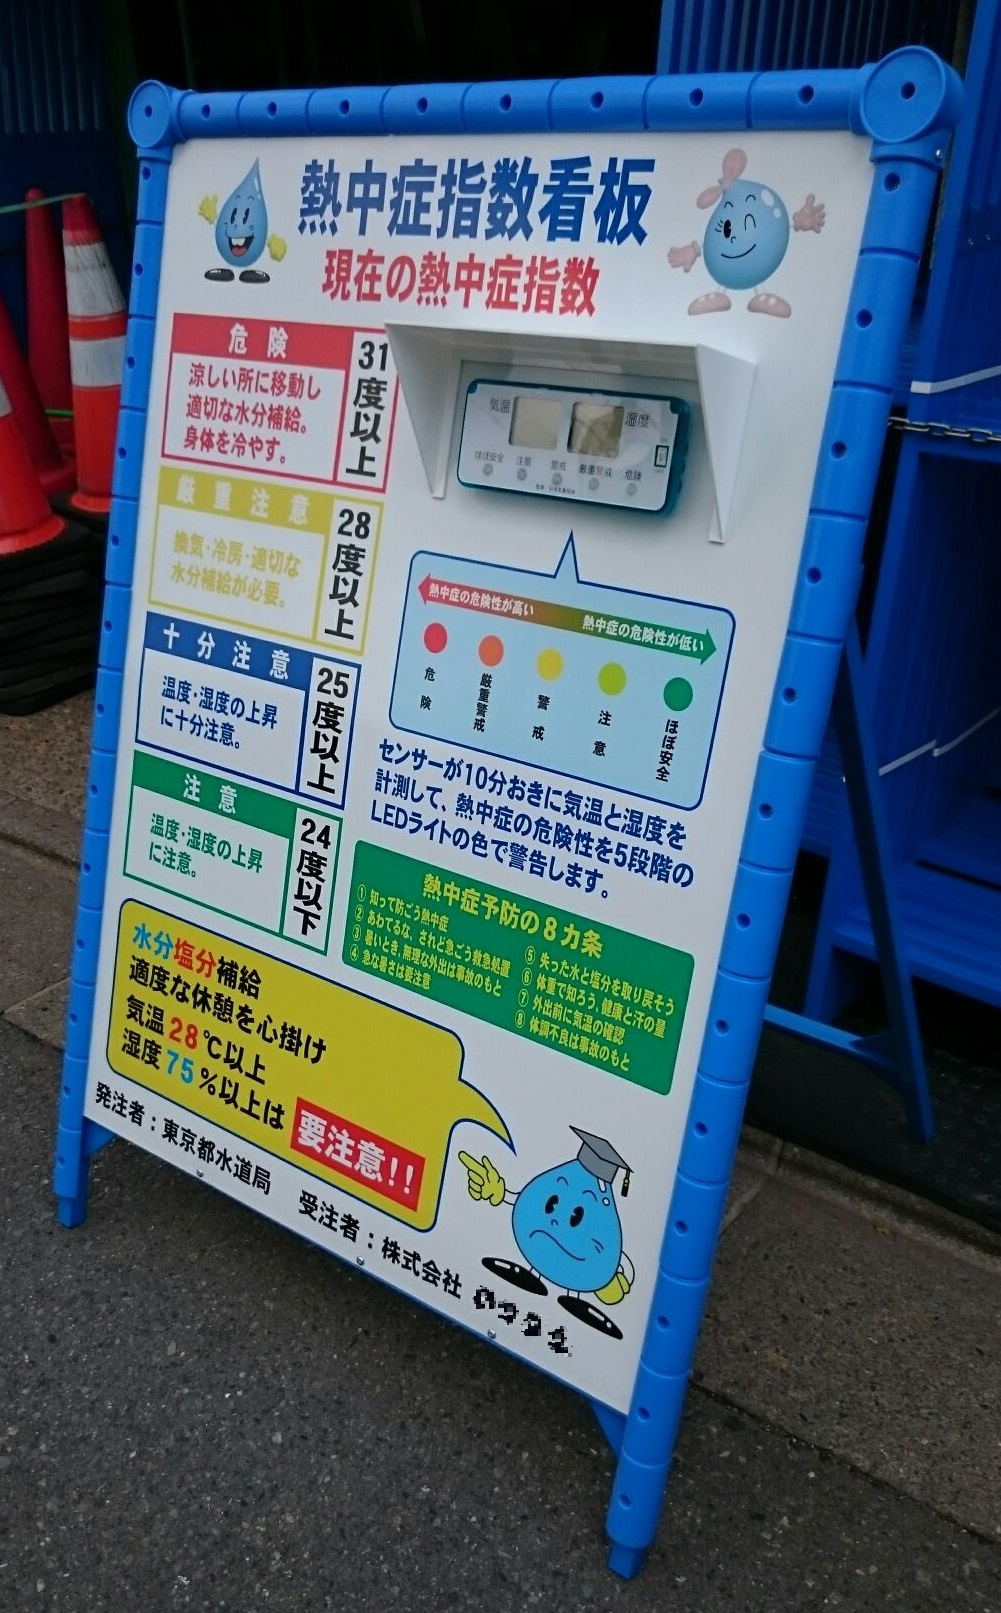 熱中症指数看板
現在の熱中症指数
危険
31度以上
涼しい所に移動し
適切な水分補給。
身体を冷やす。
厳重注意
28度以上
換気・冷房・適切な
水分補給が必要。
十分注意
25度以上
温度・湿度の上昇
に十分注意。
注意
24度以下
温度・湿度の上昇
に注意。
気温
湿度
ほぼ安全 注意 警戒 厳重警戒 危険
熱中症の危険性が高い
熱中症の危険性が低い
危険
厳重警戒
警戒
注意
ほぼ安全
センサーが10分おきに気温と湿度を
計測して、熱中症の危険性を5段階の
LEDライトの色で警告します。
熱中症予防の8カ条
① 知って防ごう熱中症
② あわてるな、されど急ごう救急処置
③ 暑いとき、無理な外出は事故のもと
④ 急な暑さは要注意
⑤ 失った水と塩分を取り戻そう
⑥ 体重で知ろう、健康と汗の量
⑦ 外出前に気温の確認
⑧ 体調不良は事故のもと
水分塩分補給
適度な休憩を心掛け
気温28℃以上
湿度75%以上は
要注意!!
発注者：東京都水道局 受注者：株式会社